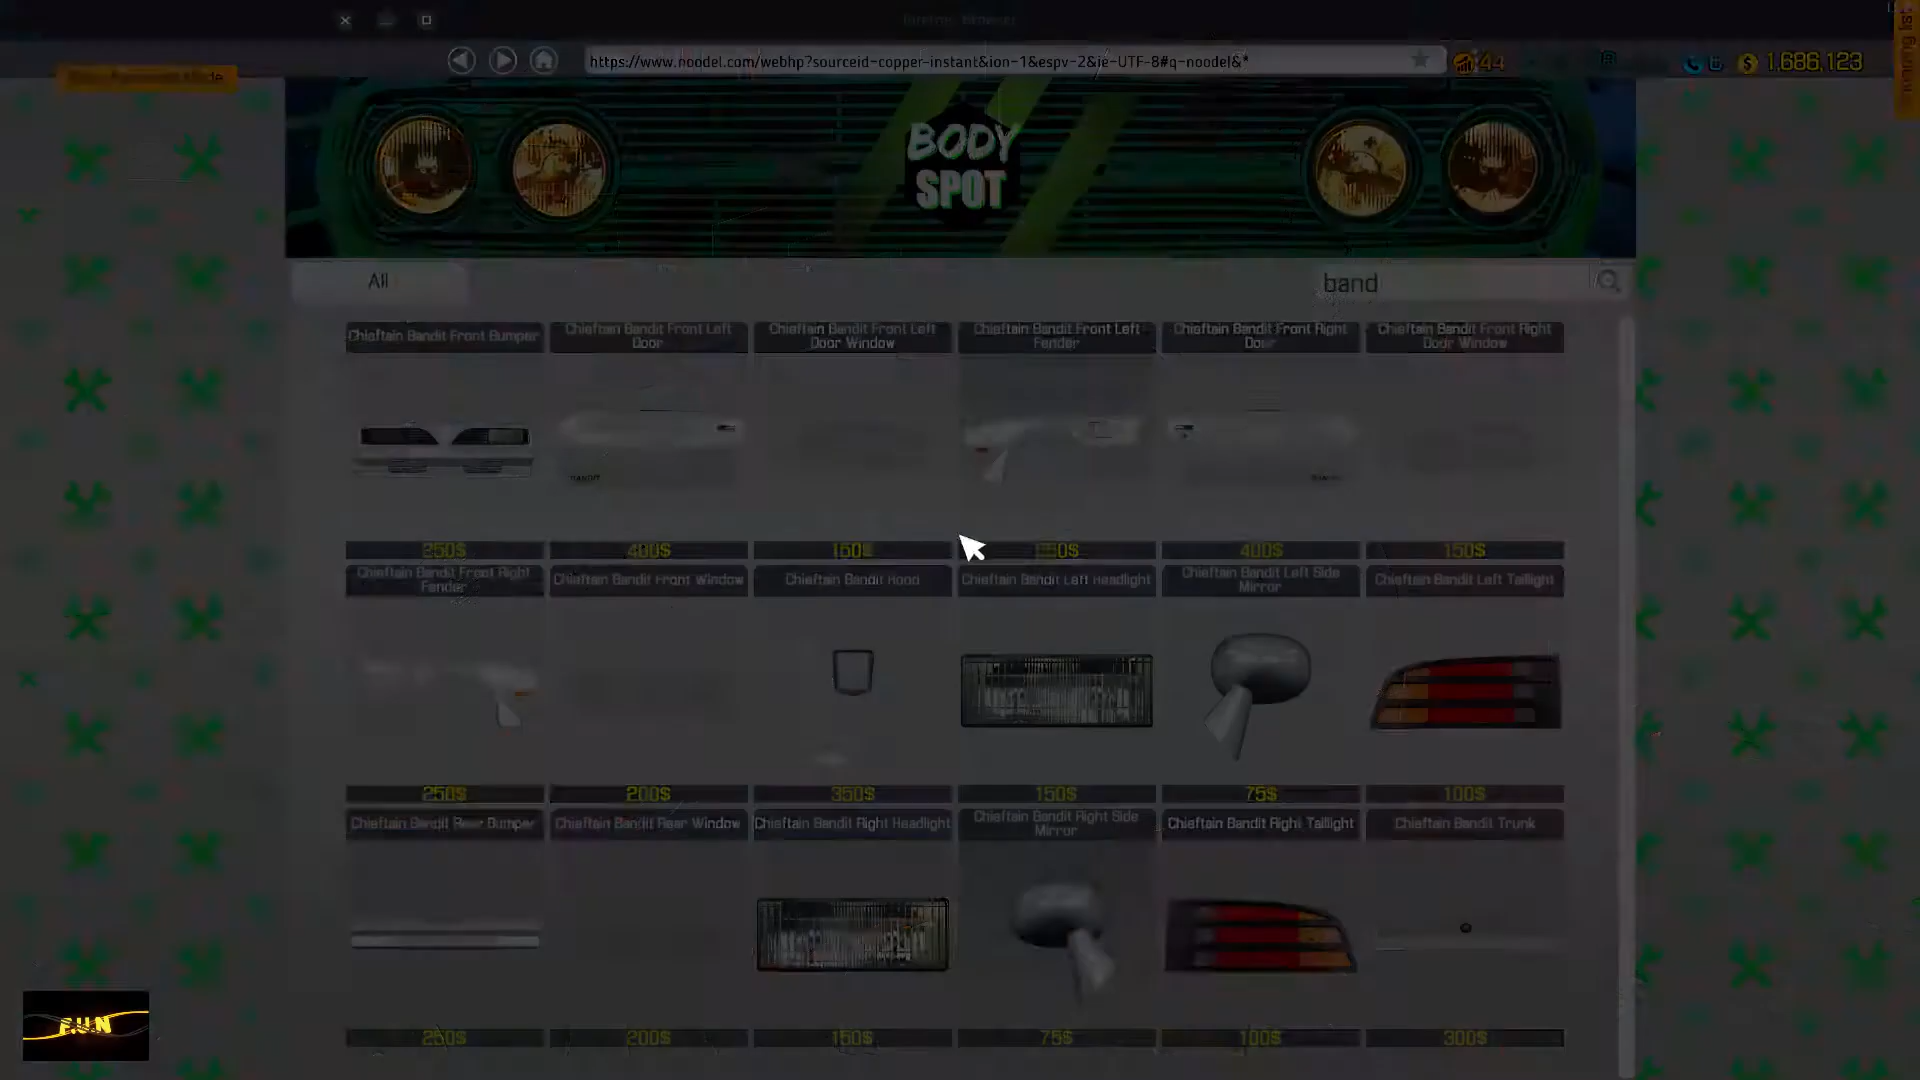 Internet Browser
https://www.noodel.com/webhp?sourceid-copper-instant&ion-1&espv-2&ie-UTF-8#q-noodel&*
44
1,686,123
BODY
SPOT
All
band
Chieftain Bandit Front Bumper
Chieftain Bandit Front Left
Door
Chieftain Bandit Front Left
Door Window
Chieftain Bandit Front Left
Fender
Chieftain Bandit Front Right
Door
Chieftain Bandit Front Right
Door Window
BANDIT
250$
400$
150$
400$
150$
Chieftain Bandit Front Right
Fender
Chieftain Bandit Front Window
Chieftain Bandit Hood
Chieftain Bandit Left Headlight
Chieftain Bandit Left Side
Mirror
Chieftain Bandit Left Taillight
250$
200$
350$
150$
75$
100$
Chieftain Bandit Rear Bumper
Chieftain Bandit Rear Window
Chieftain Bandit Right Headlight
Chieftain Bandit Right Side
Mirror
Chieftain Bandit Right Taillight
Chieftain Bandit Trunk
250$
200$
150$
75$
100$
300$
F.U.N